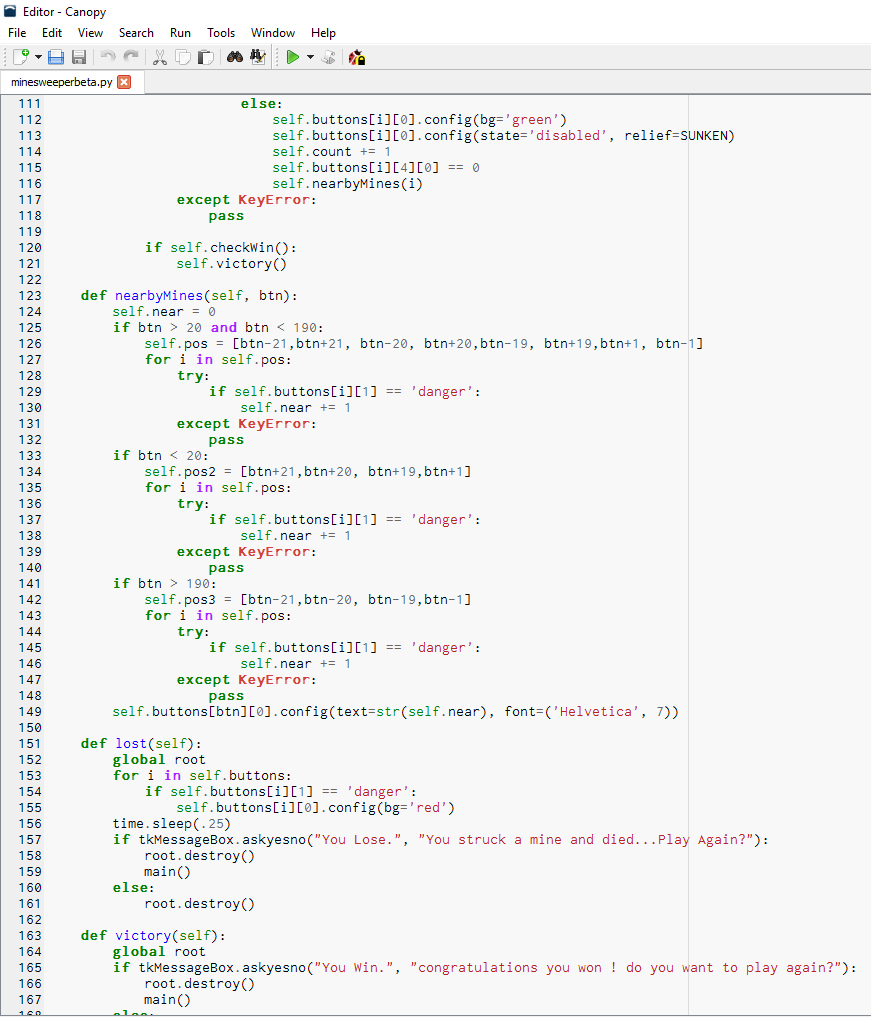 Editor - Canopy
File Edit View Search Run Tools Window Help
minesweeperbeta.py
111                         else:
112                             self.buttons[i][0].config(bg='green')
113                             self.buttons[i][0].config(state='disabled', relief=SUNKEN)
114                             self.count += 1
115                             self.buttons[i][4][0] == 0
116                             self.nearbyMines(i)
117                 except KeyError:
118                     pass
119
120             if self.checkWin():
121                 self.victory()
122
123     def nearbyMines(self, btn):
124         self.near = 0
125         if btn > 20 and btn < 190:
126             self.pos = [btn-21,btn+21, btn-20, btn+20,btn-19, btn+19,btn+1, btn-1]
127             for i in self.pos:
128                 try:
129                     if self.buttons[i][1] == 'danger':
130                         self.near += 1
131                 except KeyError:
132                     pass
133         if btn < 20:
134             self.pos2 = [btn+21,btn+20, btn+19,btn+1]
135             for i in self.pos:
136                 try:
137                     if self.buttons[i][1] == 'danger':
138                         self.near += 1
139                 except KeyError:
140                     pass
141         if btn > 190:
142             self.pos3 = [btn-21,btn-20, btn-19,btn-1]
143             for i in self.pos:
144                 try:
145                     if self.buttons[i][1] == 'danger':
146                         self.near += 1
147                 except KeyError:
148                     pass
149         self.buttons[btn][0].config(text=str(self.near), font=('Helvetica', 7))
150
151     def lost(self):
152         global root
153         for i in self.buttons:
154             if self.buttons[i][1] == 'danger':
155                 self.buttons[i][0].config(bg='red')
156         time.sleep(.25)
157         if tkMessageBox.askyesno("You Lose.", "You struck a mine and died...Play Again?"):
158             root.destroy()
159             main()
160         else:
161             root.destroy()
162
163     def victory(self):
164         global root
165         if tkMessageBox.askyesno("You Win.", "congratulations you won ! do you want to play again?"):
166             root.destroy()
167             main()
168         else: